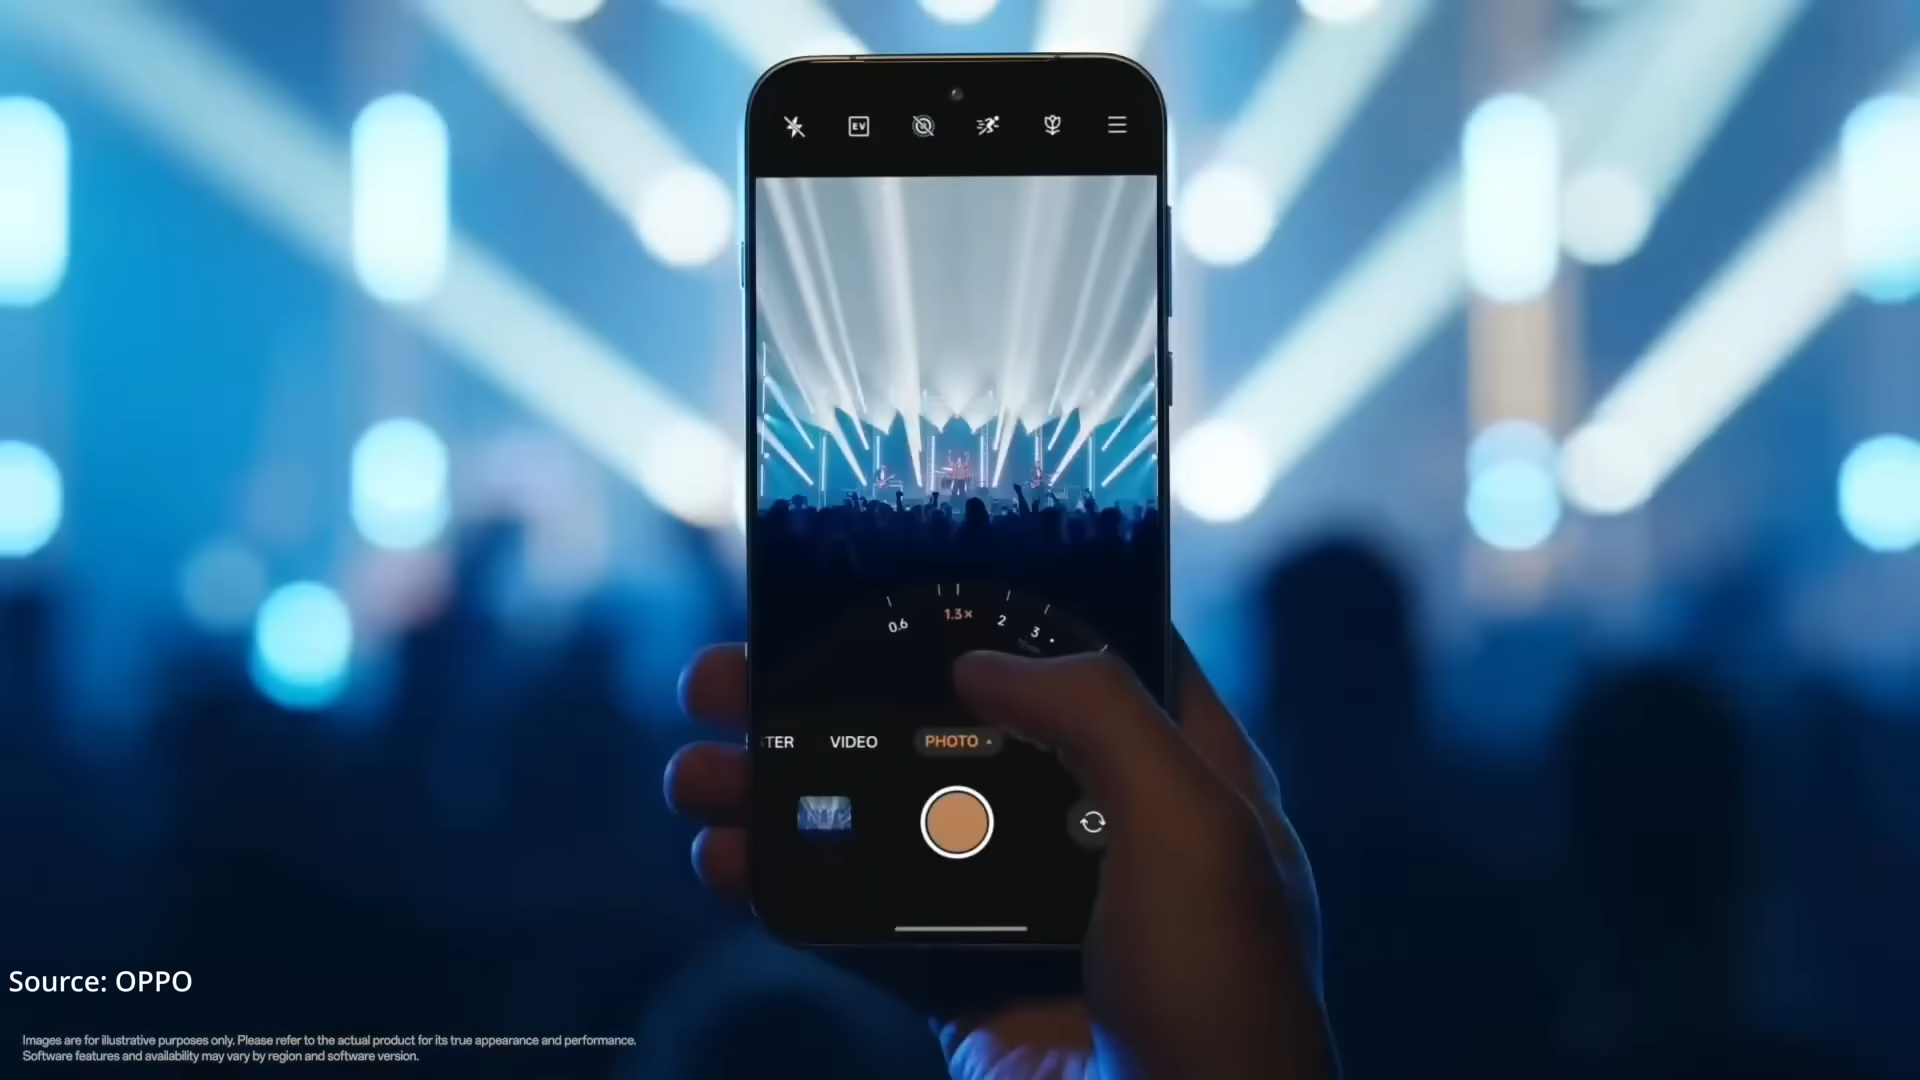 EV
0.6
1.3×
2
3
TER
VIDEO
PHOTO
Source: OPPO
Images are for illustrative purposes only. Please refer to the actual product for its true appearance and performance.
Software features and availability may vary by region and software version.